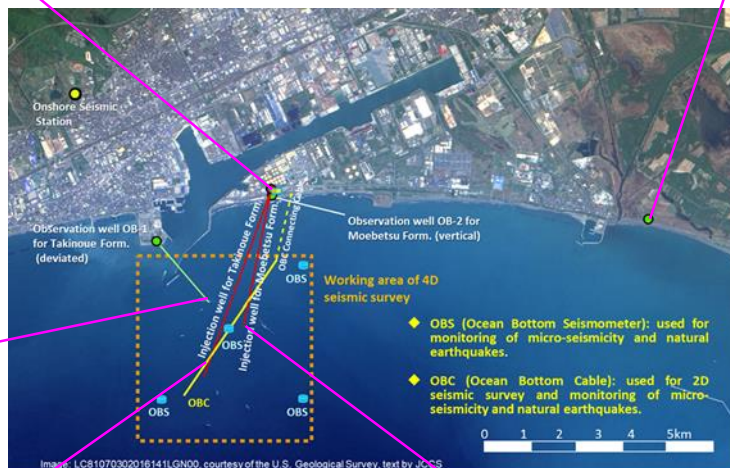 Onshore Seismic
Station
Observation well OB-1
for Takinoue Form.
(deviated)
Injection well for Takinoue Form.
Injection well for Moebetsu Form.
OBC Connecting Cable
Observation well OB-2 for
Moebetsu Form. (vertical)
OBS
Working area of 4D
seismic survey
OBS
OBC
OBS
OBS
OBS (Ocean Bottom Seismometer): used for
monitoring of micro-seismicity and natural
earthquakes.
OBC (Ocean Bottom Cable): used for 2D
seismic survey and monitoring of micro-
seismicity and natural earthquakes.
0 1 2 3 4 5km
Image: LC81070302016141LGN00, courtesy of the U.S. Geological Survey, text by JCCS